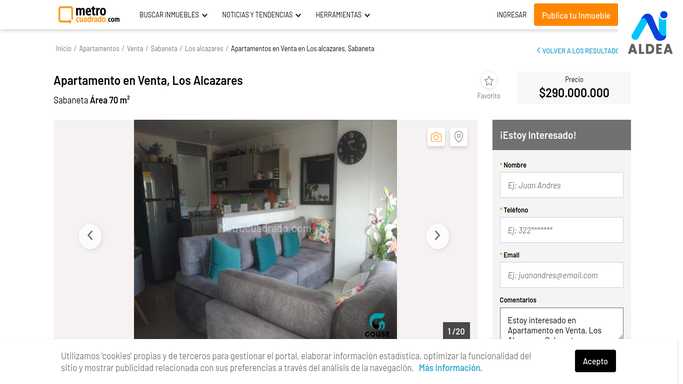 metro
cuadrado.com
BUSCAR INMUEBLES
NOTICIAS Y TENDENCIAS
HERRAMIENTAS
INGRESAR
Publica tu Inmueble
ALDEA
Inicio / Apartamentos / Venta / Sabaneta / Los alcazares / Apartamentos en Venta en Los alcazares, Sabaneta
VOLVER A LOS RESULTADO
Apartamento en Venta, Los Alcazares
Sabaneta Área 70 m²
Favorito
Precio
$290.000.000
metrocuadrado.com
1 / 20
¡Estoy Interesado!
* Nombre
Ej: Juan Andres
* Teléfono
Ej: 322*******
* Email
Ej: juanandres@email.com
Comentarios
Estoy interesado en
Apartamento en Venta, Los
Utilizamos 'cookies' propias y de terceros para gestionar el portal, elaborar información estadística, optimizar la funcionalidad del
sitio y mostrar publicidad relacionada con sus preferencias a través del análisis de la navegación. Más información.
Acepto